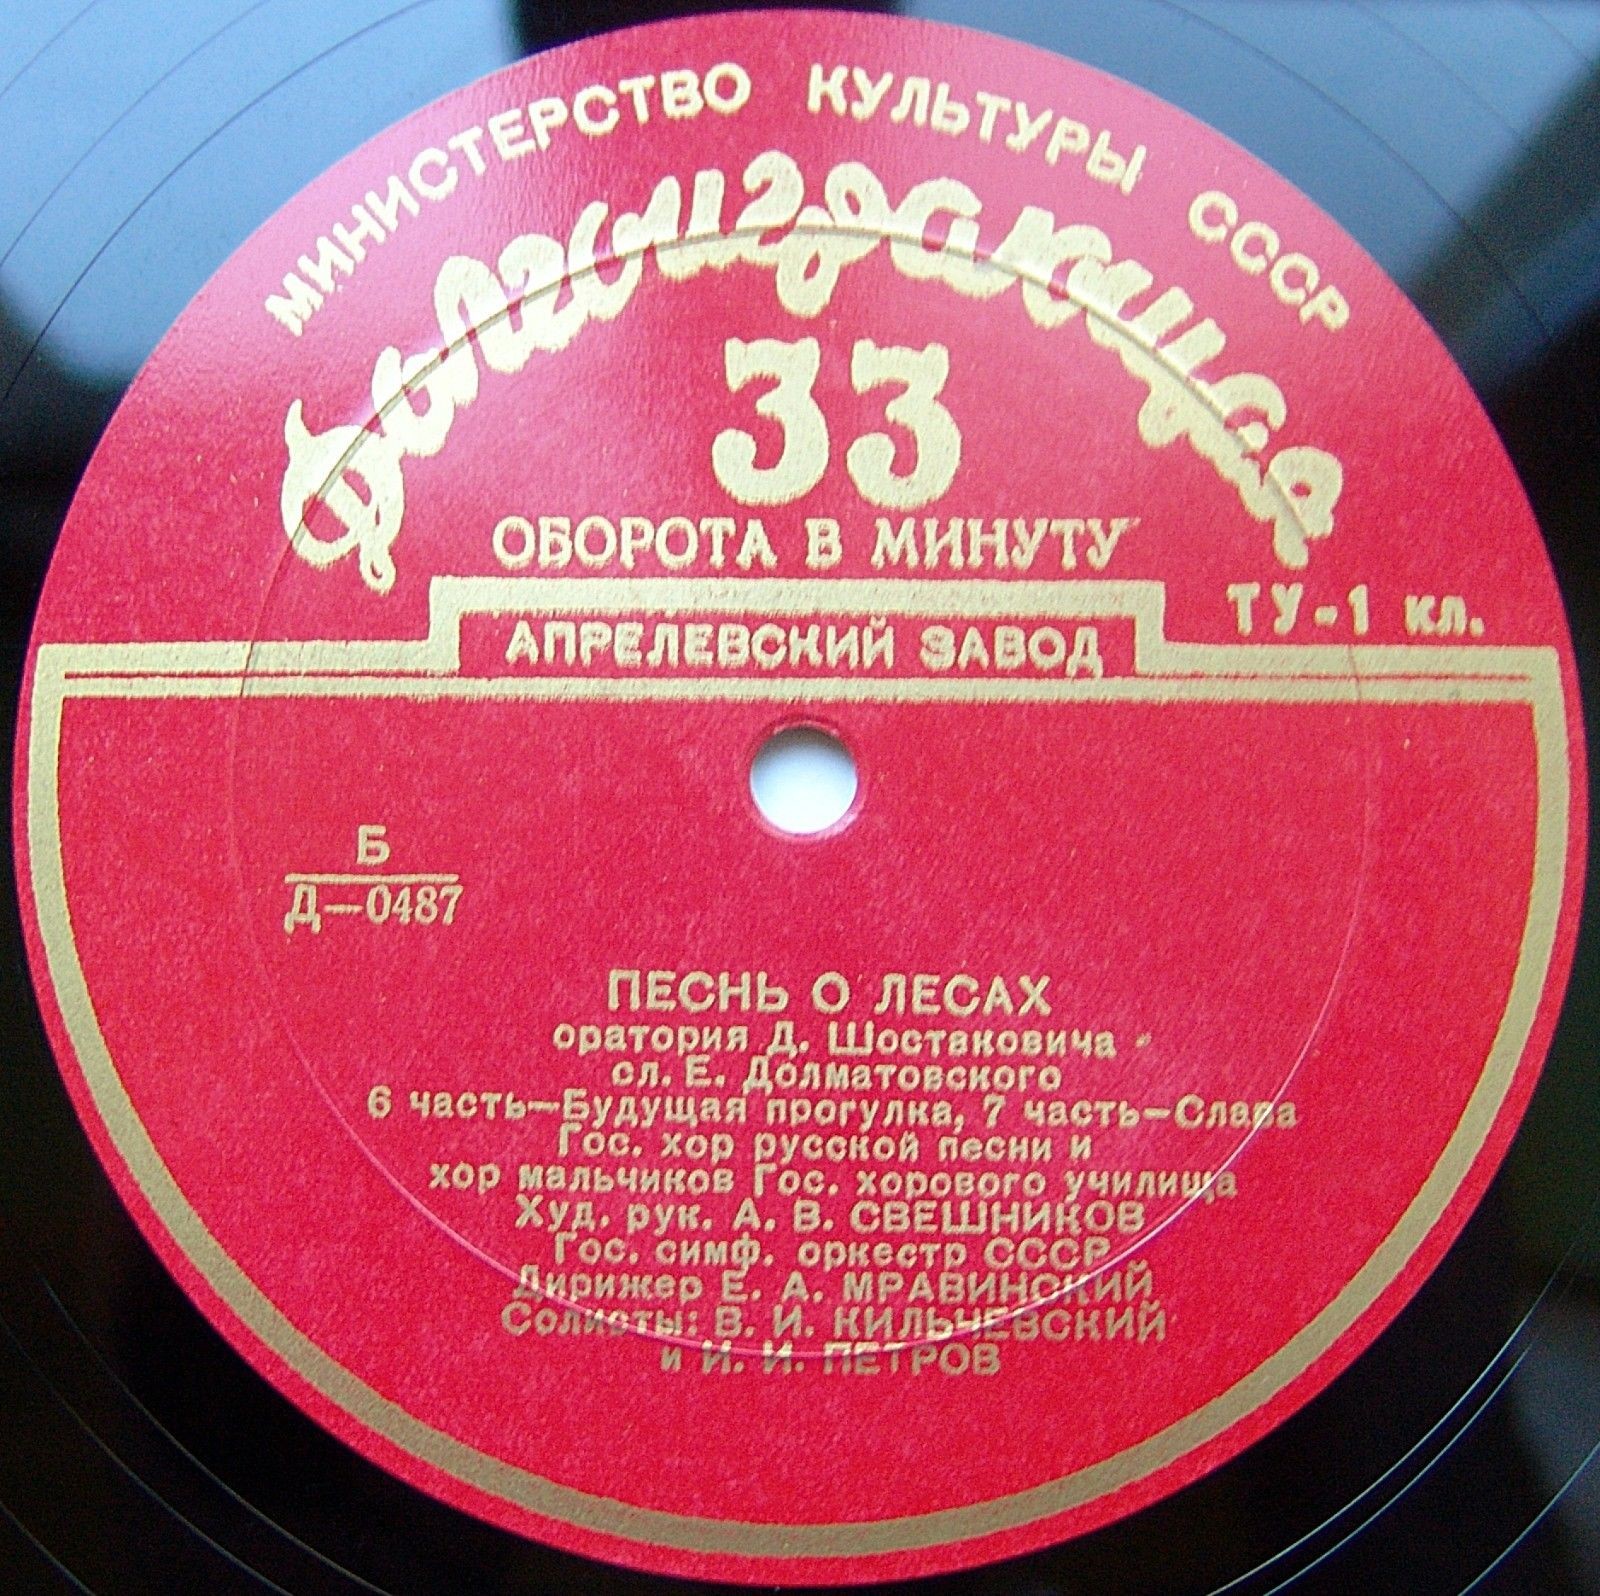 МИНИСТЕРСТВО КУЛЬТУРЫ СССР
Долгоиграющая
33
ОБОРОТА В МИНУТУ
ТУ-1 кл.
АПРЕЛЕВСКИЙ ЗАВОД
Б
Д—0487
ПЕСНЬ О ЛЕСАХ
оратория Д. Шостаковича
сл. Е. Долматовского
6 часть—Будущая прогулка, 7 часть—Слава
Гос. хор русской песни и
хор мальчиков Гос. хорового училища
Худ. рук. А. В. СВЕШНИКОВ
Гос. симф. оркестр СССР
Дирижер Е. А. МРАВИНСКИЙ
Солисты: В. И. КИЛЬЧЕВСКИЙ
и И. И. ПЕТРОВ